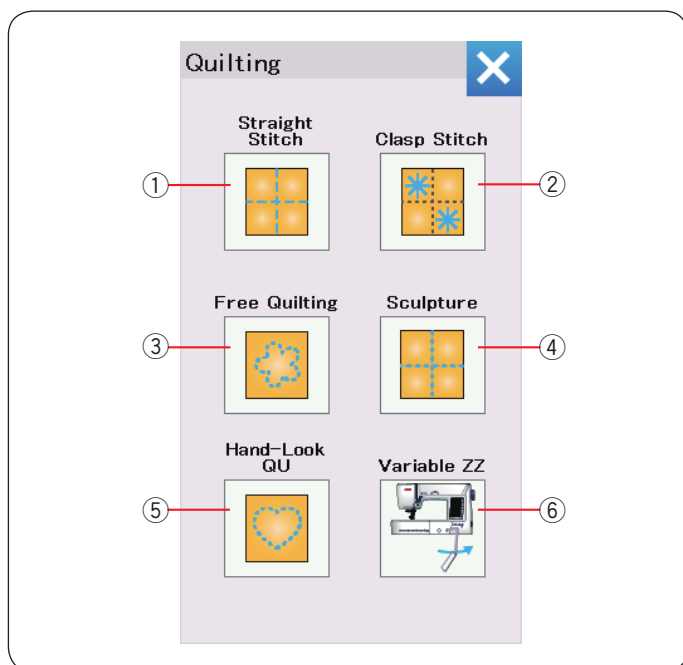 Quilting
Straight
Stitch
Clasp Stitch
① ②
Free Quilting Sculpture
③ ④
Hand-Look
QU
Variable ZZ
⑤ ⑥